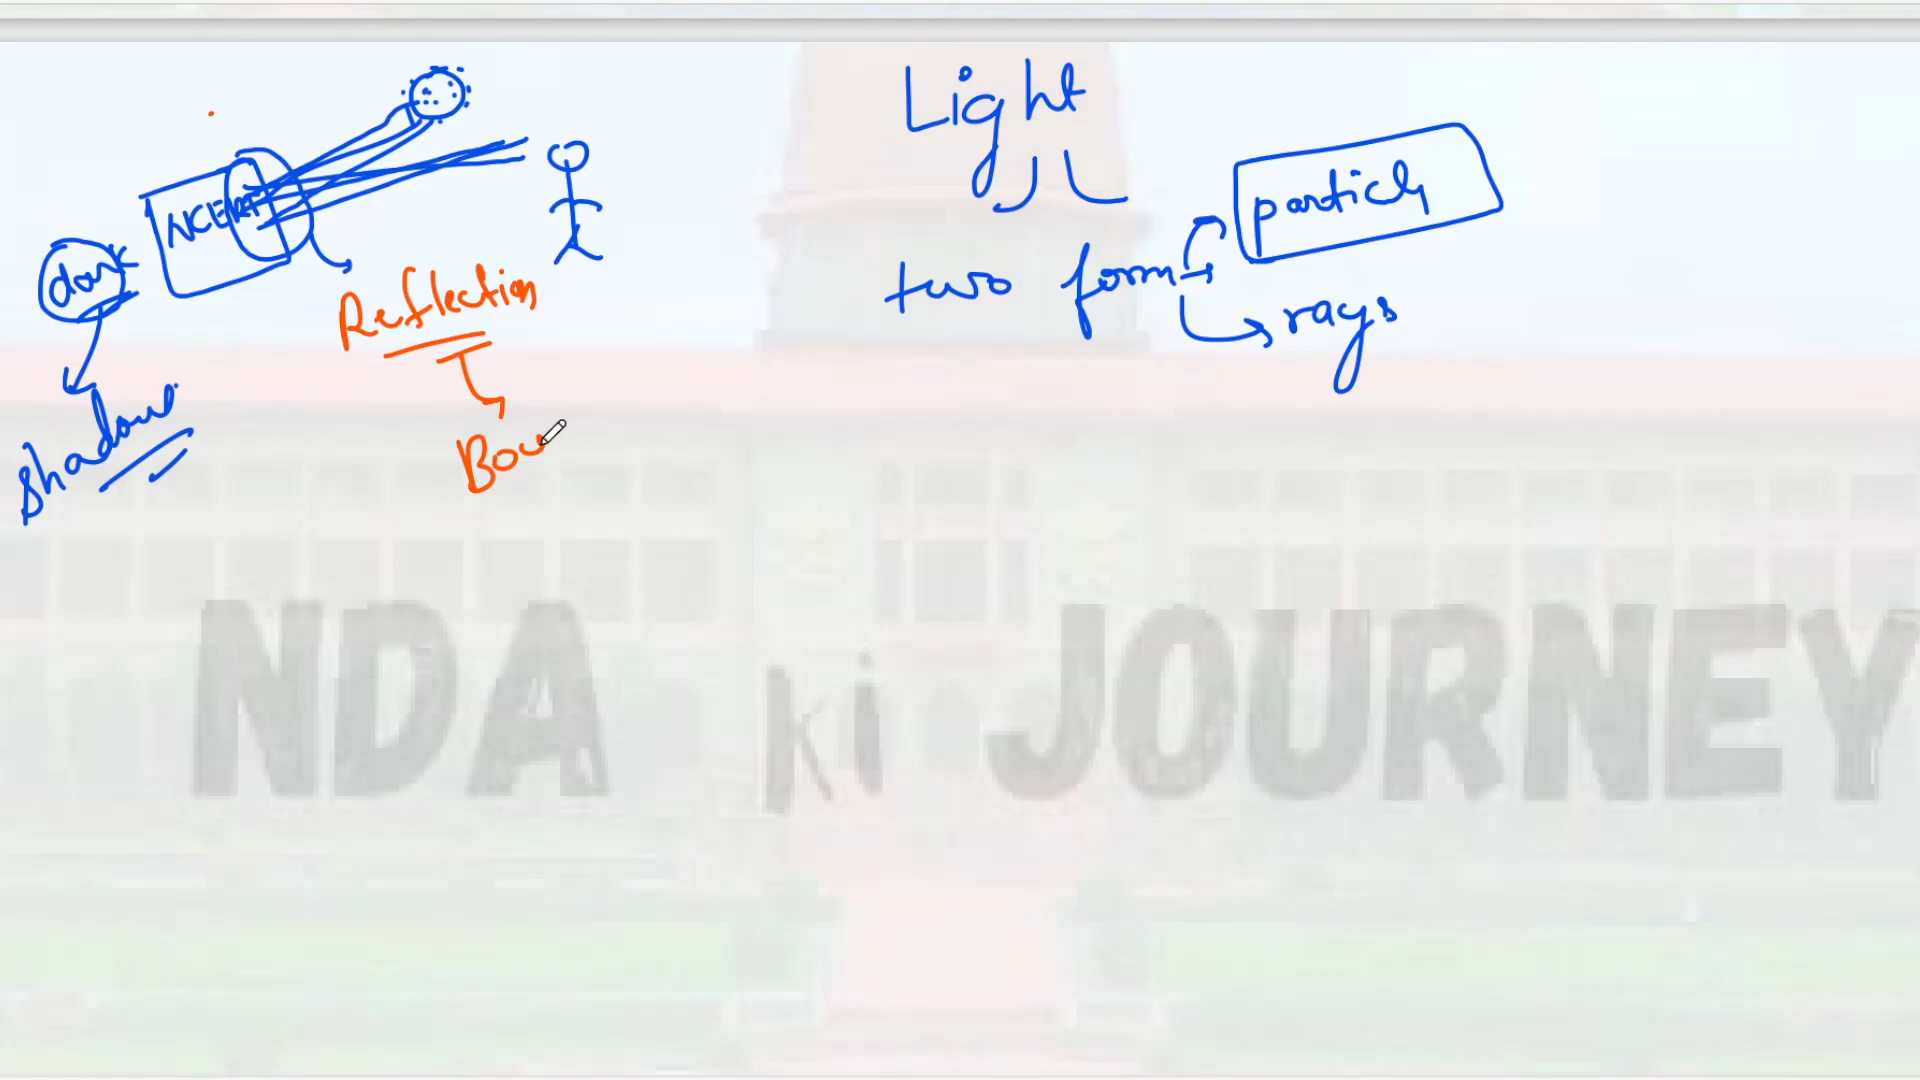 Light
two form
particle
rays
NCERT
dark
shadow
Reflection
Bou
NDA ki JOURNEY